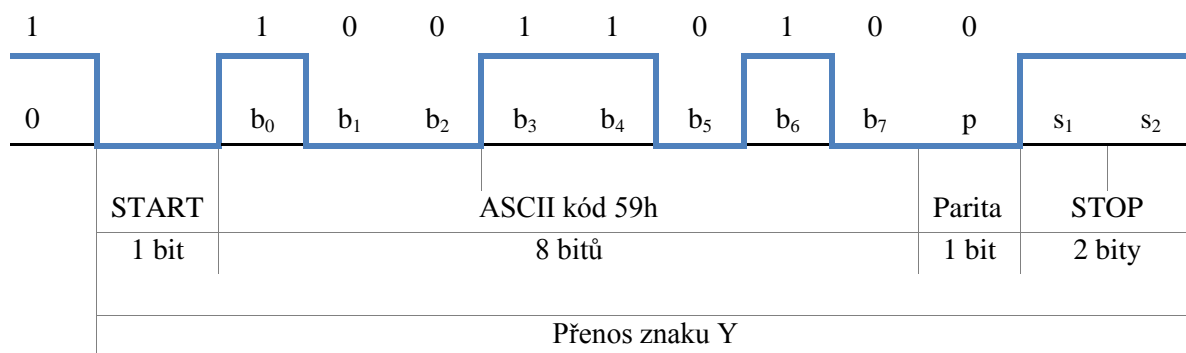 1 1 0 0 1 1 0 1 0 0
0 b₀ b₁ b₂ b₃ b₄ b₅ b₆ b₇ p s₁ s₂
START ASCII kód 59h Parita STOP
1 bit 8 bitů 1 bit 2 bity
Přenos znaku Y